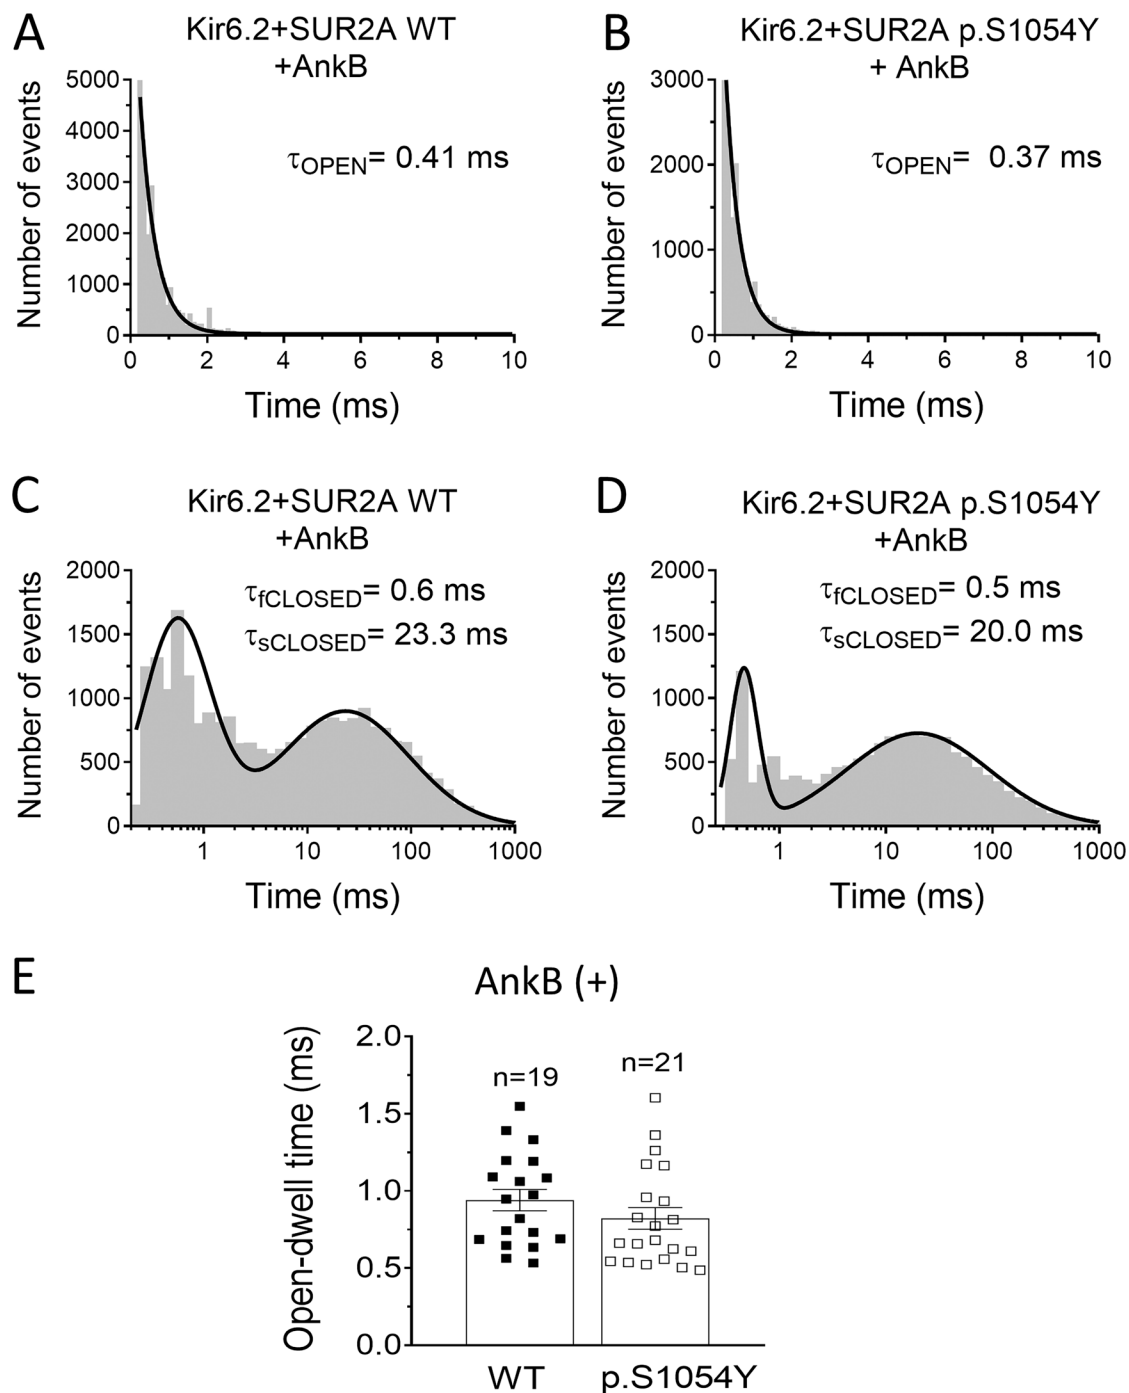 A
Kir6.2+SUR2A WT
+AnkB
Number of events
5000
4000
3000
2000
1000
0
τOPEN= 0.41 ms
0 2 4 6 8 10
Time (ms)
B
Kir6.2+SUR2A p.S1054Y
+ AnkB
Number of events
3000
2000
1000
0
τOPEN= 0.37 ms
0 2 4 6 8 10
Time (ms)
C
Kir6.2+SUR2A WT
+AnkB
Number of events
2000
1500
1000
500
0
τfCLOSED= 0.6 ms
τsCLOSED= 23.3 ms
1 10 100 1000
Time (ms)
D
Kir6.2+SUR2A p.S1054Y
+AnkB
Number of events
2000
1500
1000
500
0
τfCLOSED= 0.5 ms
τsCLOSED= 20.0 ms
1 10 100 1000
Time (ms)
E
AnkB (+)
Open-dwell time (ms)
2.0
1.5
1.0
0.5
0.0
n=19
n=21
WT p.S1054Y